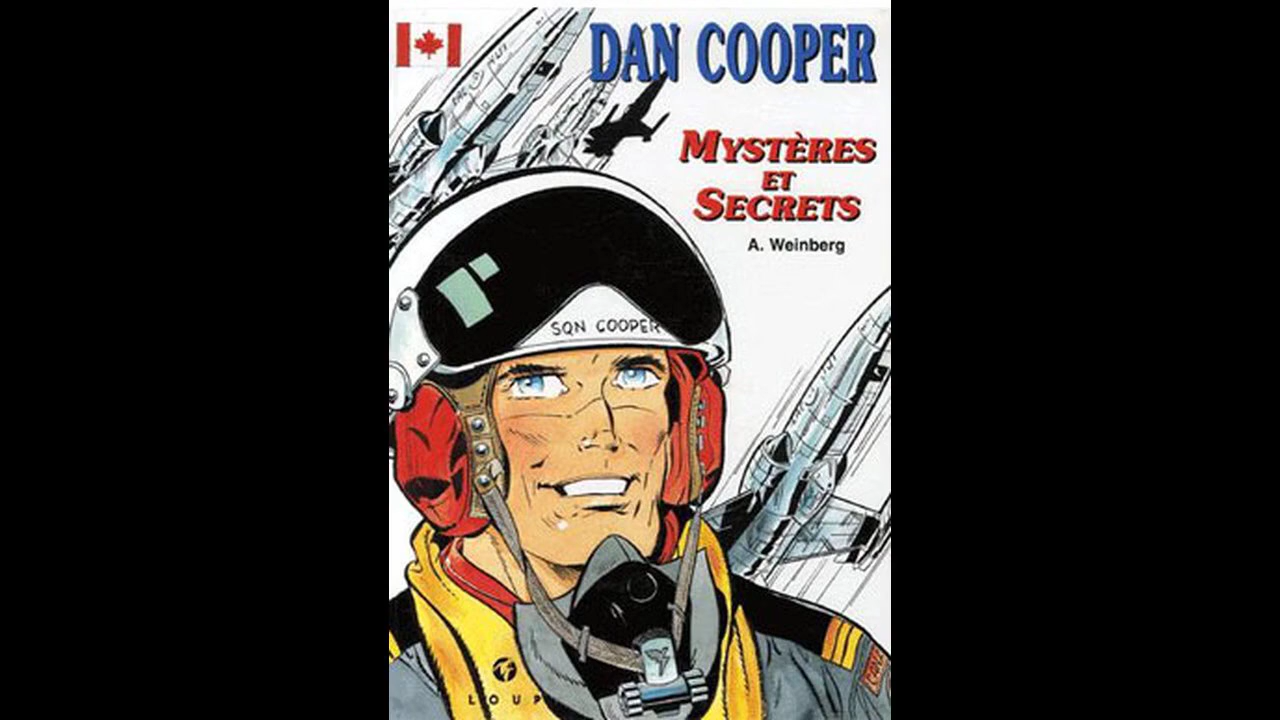 DAN COOPER
MYSTÈRES
ET
SECRETS
A. Weinberg
SQN COOPER
LOUP